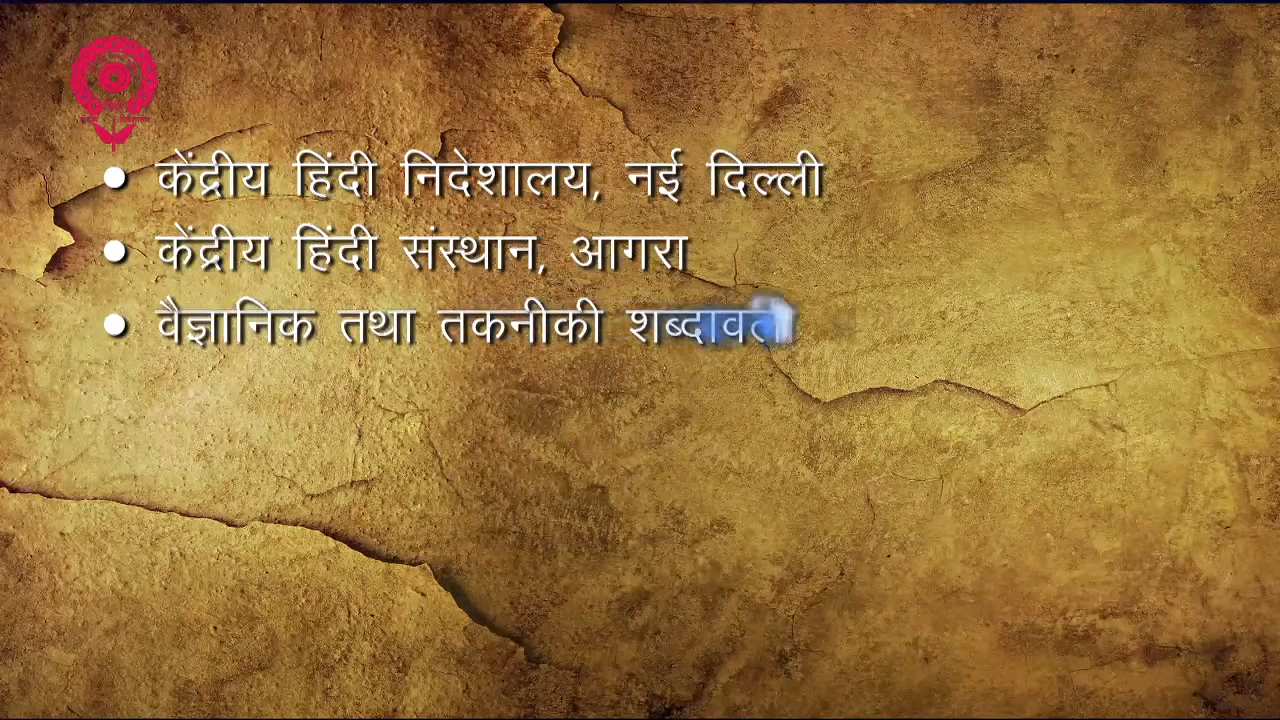 • केंद्रीय हिंदी निदेशालय, नई दिल्ली
• केंद्रीय हिंदी संस्थान, आगरा
• वैज्ञानिक तथा तकनीकी शब्दावली